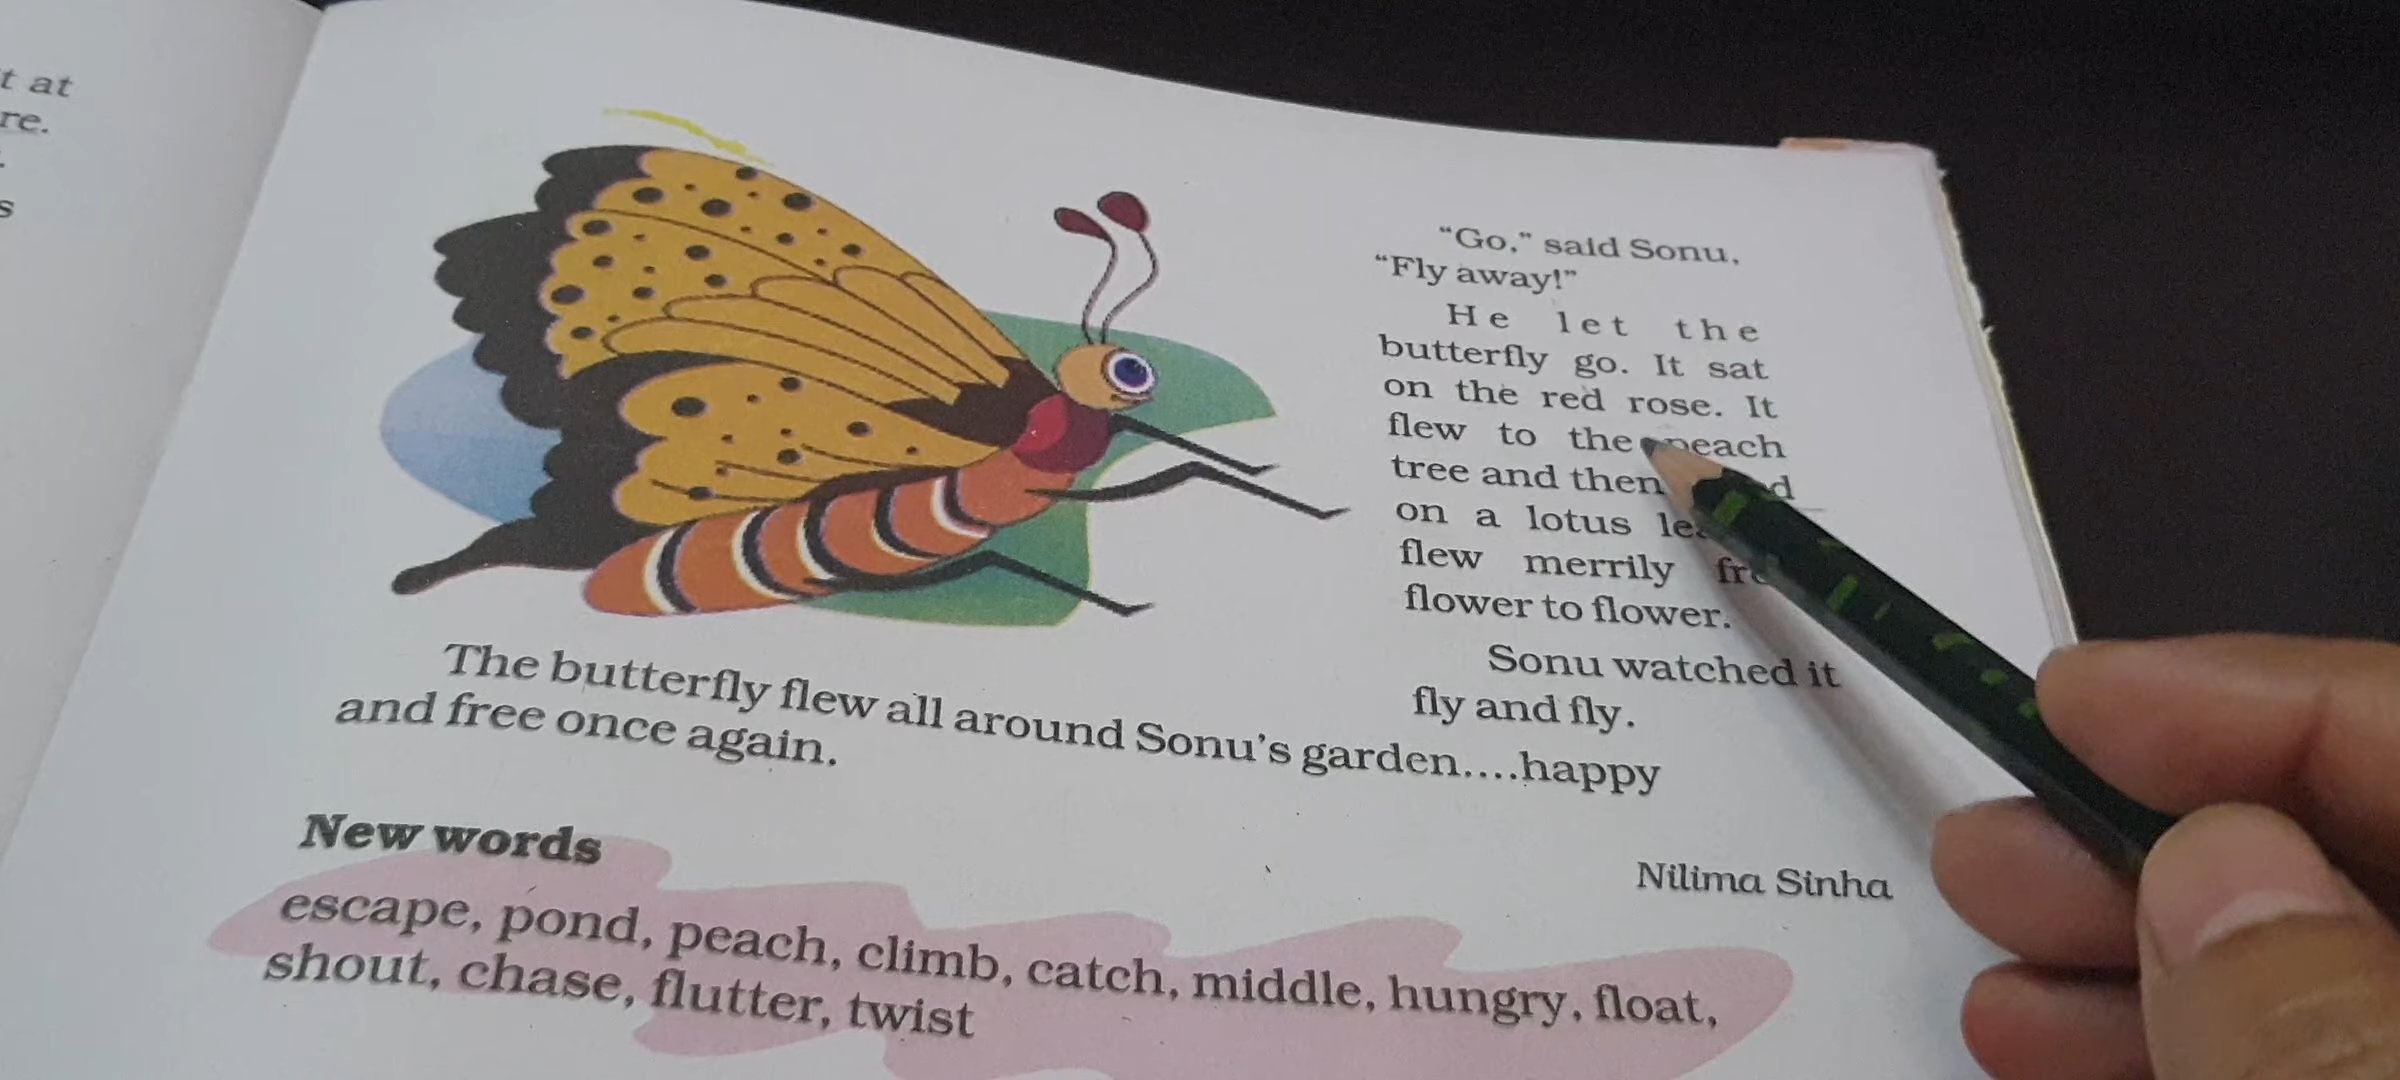 t at
re.
s
“Go,” said Sonu,
“Fly away!”
He let the
butterfly go. It sat
on the red rose. It
flew to the peach
tree and then
on a lotus
flew merrily
flower to flower.
Sonu watched it
fly and fly.
The butterfly flew all around Sonu’s garden....happy
and free once again.
Nilima Sinha
New words
escape, pond, peach, climb, catch, middle, hungry, float,
shout, chase, flutter, twist